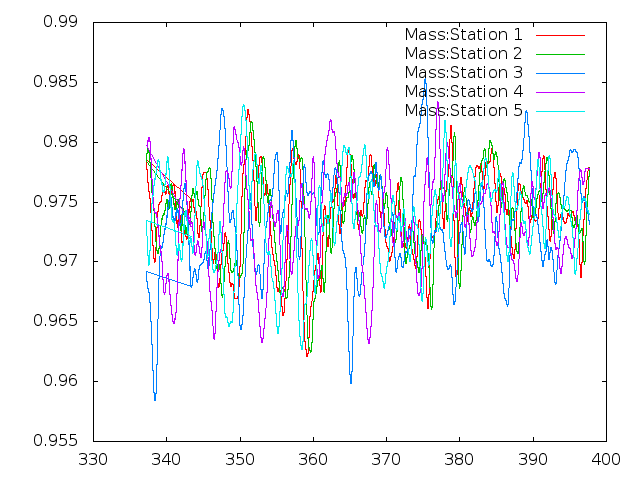 0.99
0.985
0.98
0.975
0.97
0.965
0.96
0.955
330 340 350 360 370 380 390 400
Mass:Station 1
Mass:Station 2
Mass:Station 3
Mass:Station 4
Mass:Station 5